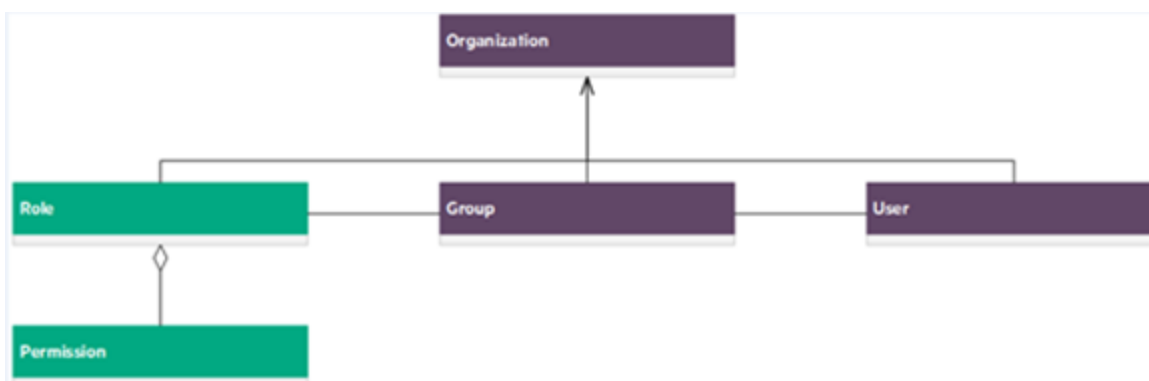 Organization
Role
Group
User
Permission